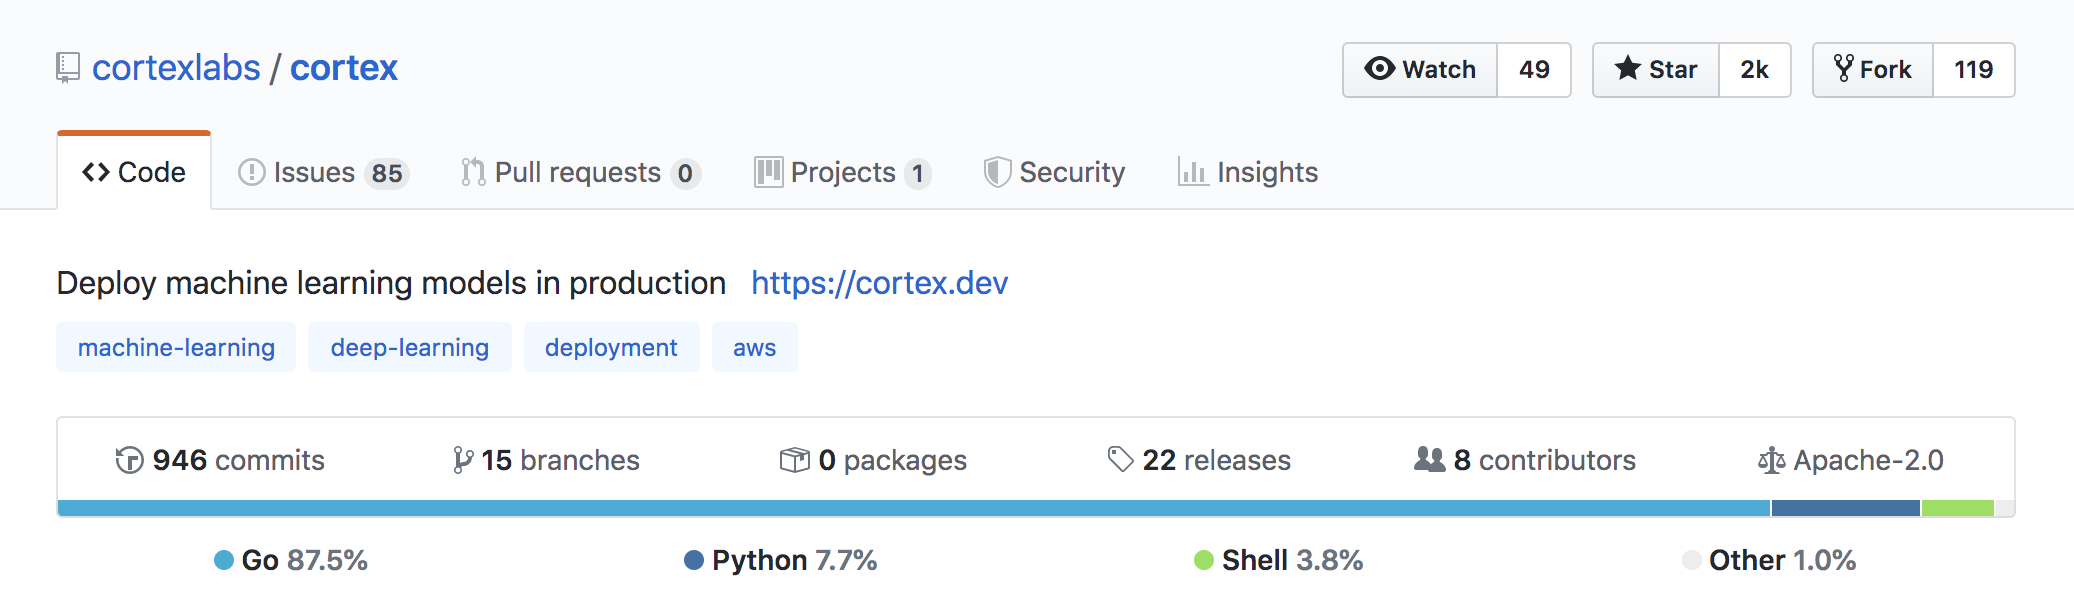 cortexlabs / cortex
Watch 49 Star 2k Fork 119
Code Issues 85 Pull requests 0 Projects 1 Security Insights
Deploy machine learning models in production https://cortex.dev
machine-learning deep-learning deployment aws
946 commits 15 branches 0 packages 22 releases 8 contributors Apache-2.0
Go 87.5% Python 7.7% Shell 3.8% Other 1.0%